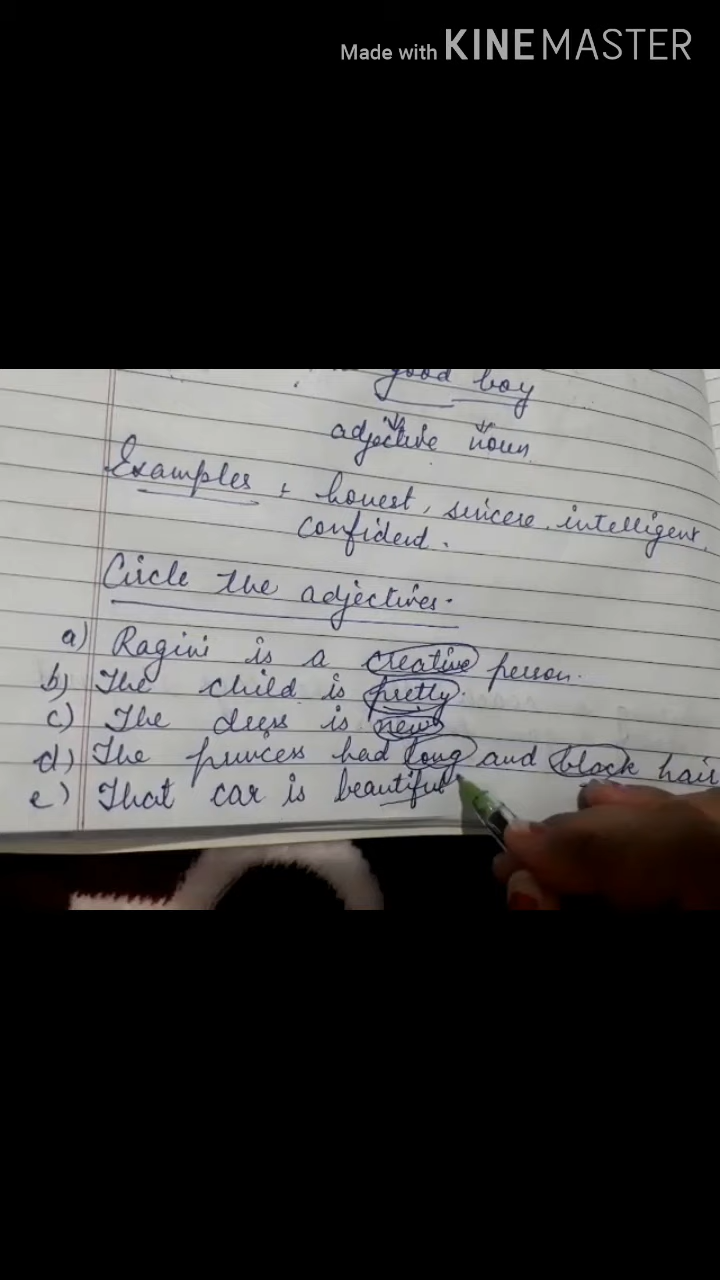 Made with KINEMASTER
good boy
adjective noun
Examples : honest, sincere, intelligent,
confident.
Circle the adjectives.
a) Ragini is a creative person.
b) The child is pretty.
c) The dress is new
d) The princess had long and black hair
e) That car is beautiful